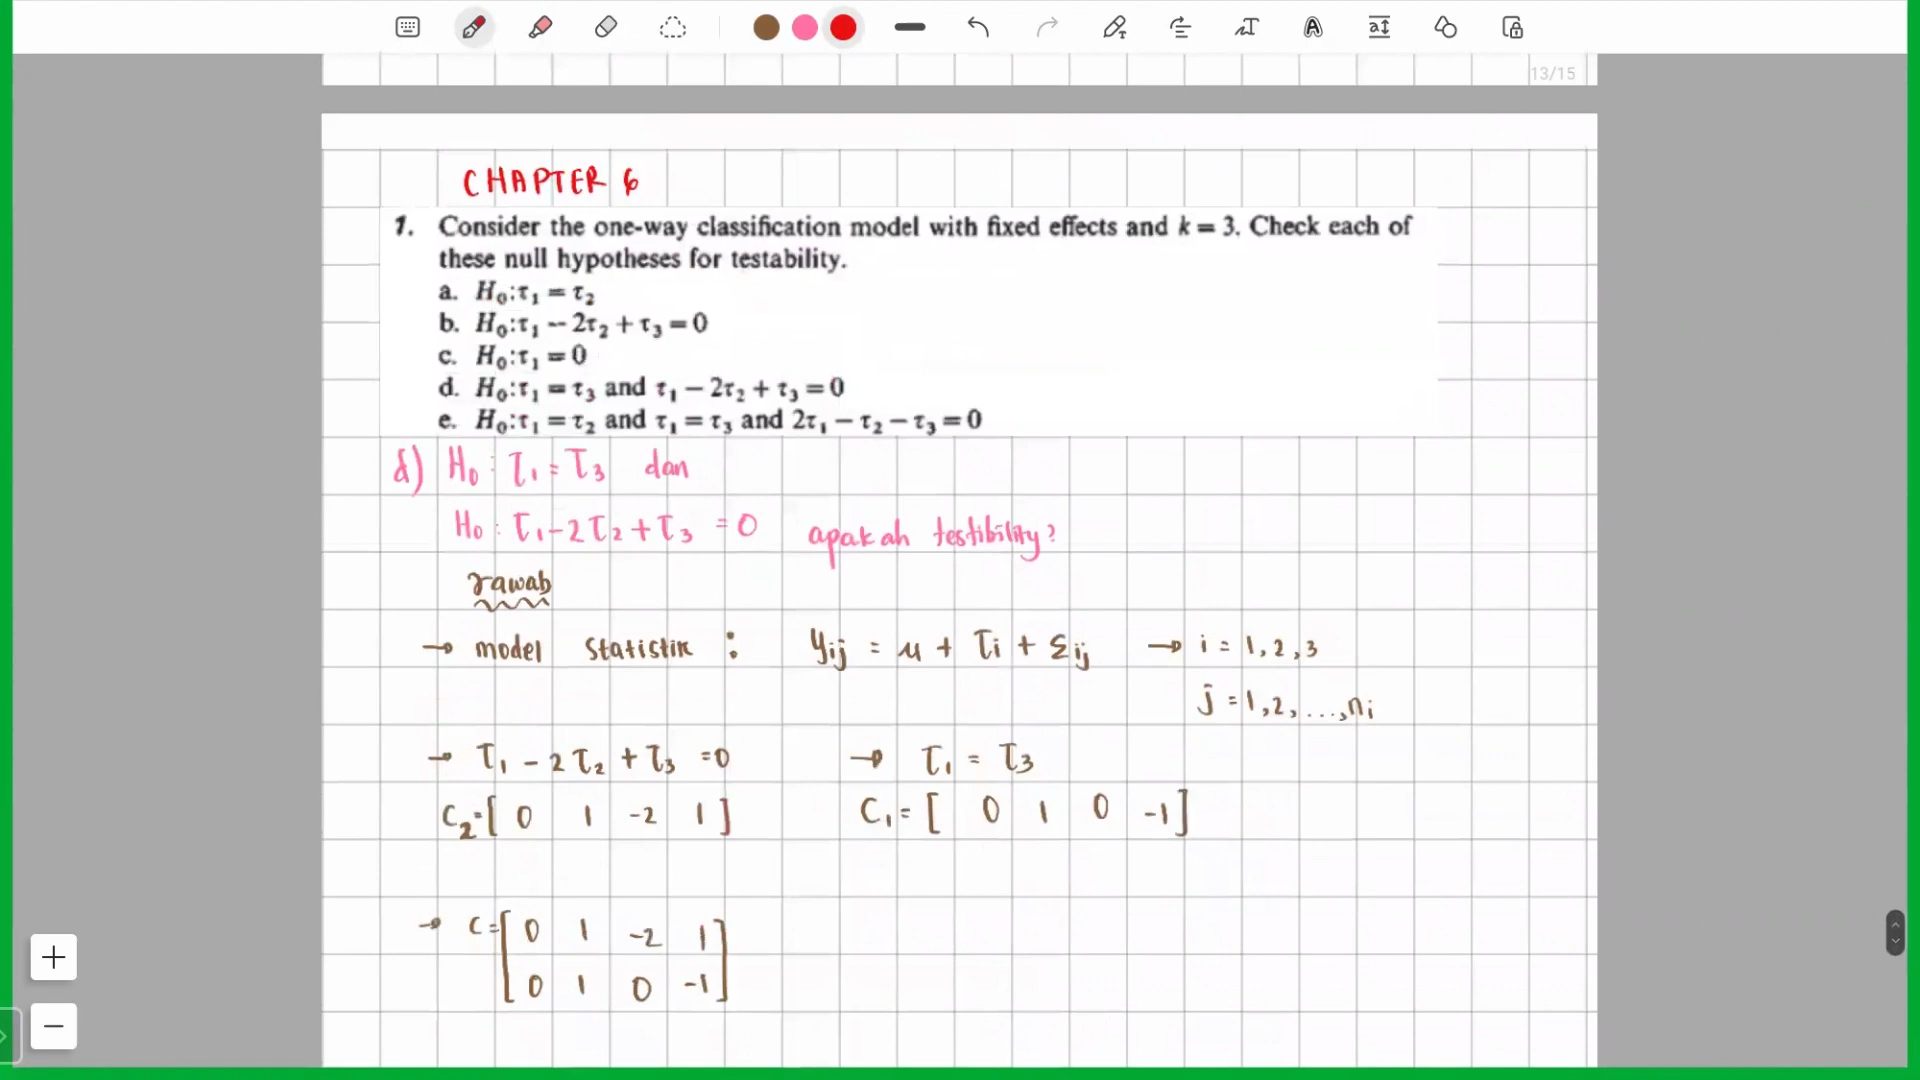 13/15
CHAPTER 6
1. Consider the one-way classification model with fixed effects and k = 3. Check each of
these null hypotheses for testability.
a. H₀:τ₁ = τ₂
b. H₀:τ₁ − 2τ₂ + τ₃ = 0
c. H₀:τ₁ = 0
d. H₀:τ₁ = τ₃ and τ₁ − 2τ₂ + τ₃ = 0
e. H₀:τ₁ = τ₂ and τ₁ = τ₃ and 2τ₁ − τ₂ − τ₃ = 0
d) H₀ : τ₁ = τ₃ dan
H₀ : τ₁ − 2τ₂ + τ₃ = 0 apakah testibility?
Jawab
→ model statistik : yij = μ + τi + εij → i = 1, 2, 3
j = 1, 2, ..., ni
→ τ₁ − 2τ₂ + τ₃ = 0 → τ₁ = τ₃
C₂ = [ 0 1 -2 1 ] C₁ = [ 0 1 0 -1 ]
→ C = [ 0 1 -2 1
0 1 0 -1 ]